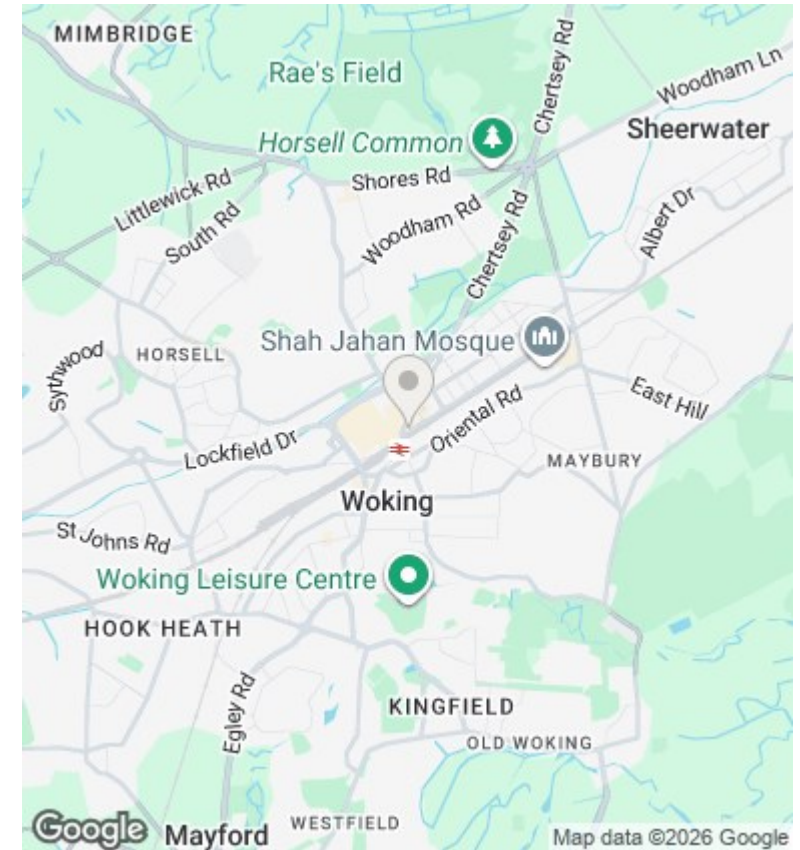 MIMBRIDGE
Rae's Field
Chertsey Rd
Woodham Ln
Horsell Common
Sheerwater
Shores Rd
Littlewick Rd
South Rd
Woodham Rd
Chertsey Rd
Albert Dr
Sythwood
HORSELL
Shah Jahan Mosque
East Hill
Oriental Rd
Lockfield Dr
MAYBURY
Woking
St Johns Rd
Woking Leisure Centre
HOOK HEATH
Egley Rd
KINGFIELD
OLD WOKING
WESTFIELD
Google
Mayford
Map data ©2026 Google